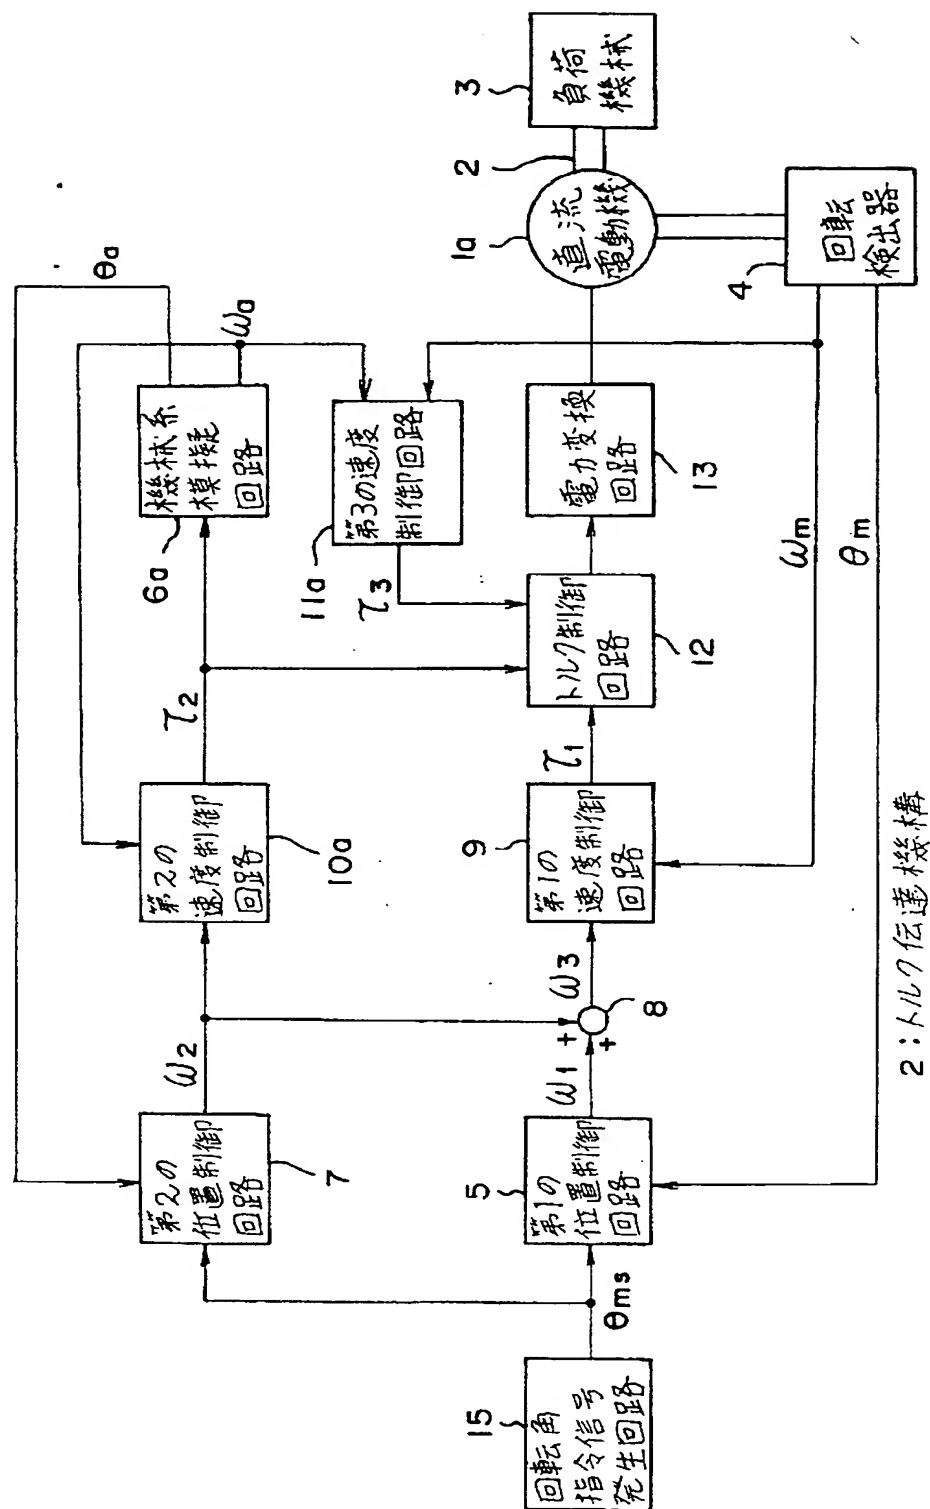 15
回転角
指令信号
発生回路
θms
第2の
位置制御
回路
7
5
第1の
位置制御
回路
ω2
ω1
+
+
8
ω3
第2の
速度制御
回路
10a
9
第1の
速度制御
回路
τ2
τ1
6a
機械系
模擬
回路
θa
ωa
11a
第3の速度
制御回路
τ3
トルク制御
回路
12
電力変換
回路
13
1a
直流
電動機
2
3
負荷
機械
4
回転
検出器
ωm
θm
2:トルク伝達機構